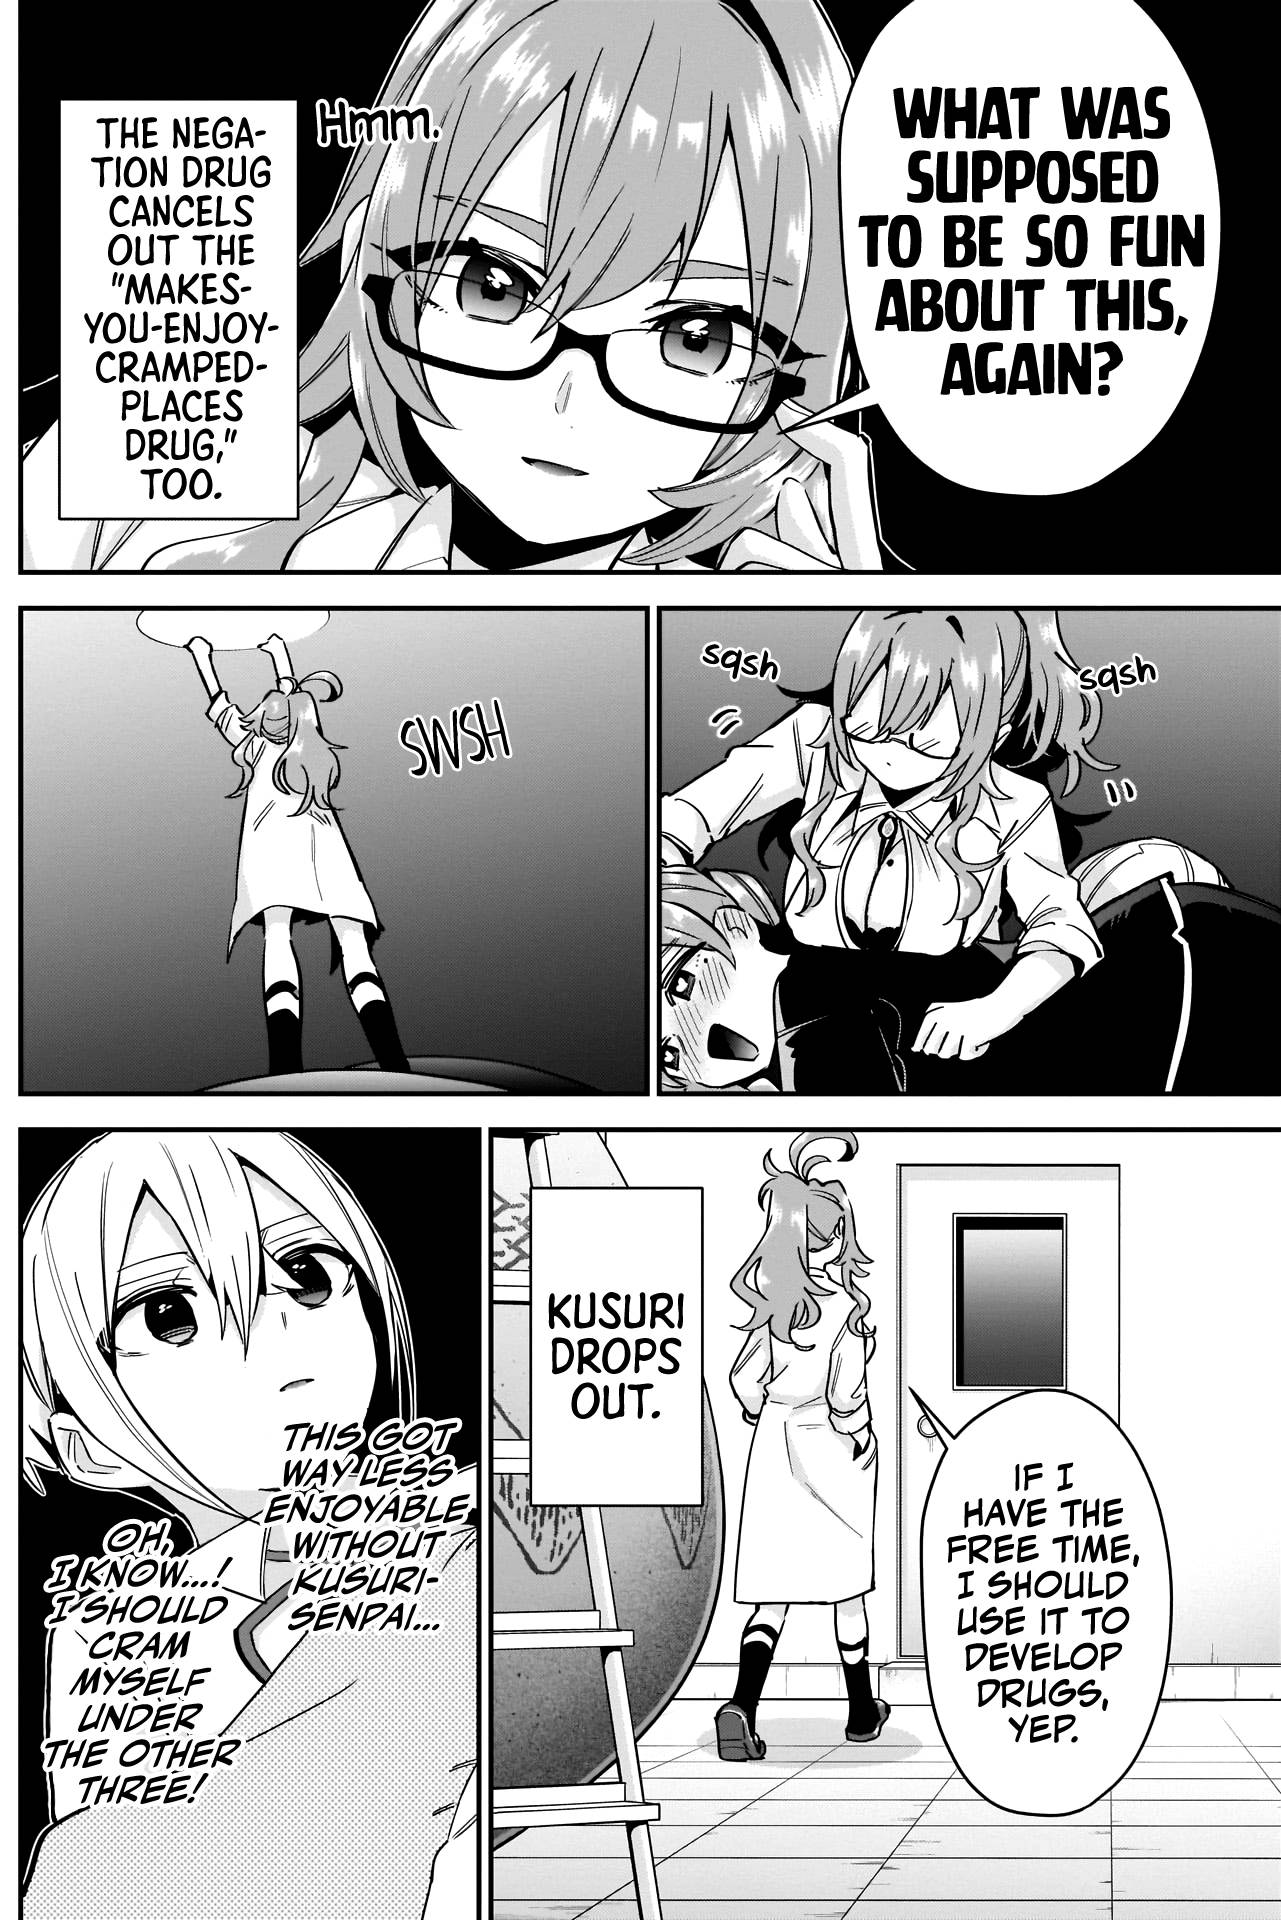 WHAT WAS
SUPPOSED
TO BE SO FUN
ABOUT THIS,
AGAIN?
Hmm.
THE NEGA-
TION DRUG
CANCELS
OUT THE
"MAKES-
YOU-ENJOY-
CRAMPED-
PLACES
DRUG,"
TOO.
sqsh
sqsh
SWSH
IF I
HAVE THE
FREE TIME,
I SHOULD
USE IT TO
DEVELOP
DRUGS,
YEP.
KUSURI
DROPS
OUT.
THIS GOT
WAY LESS
ENJOYABLE
WITHOUT
KUSURI-
SENPAI...
OH,
I KNOW...!
I SHOULD
CRAM
MYSELF
UNDER
THE OTHER
THREE!